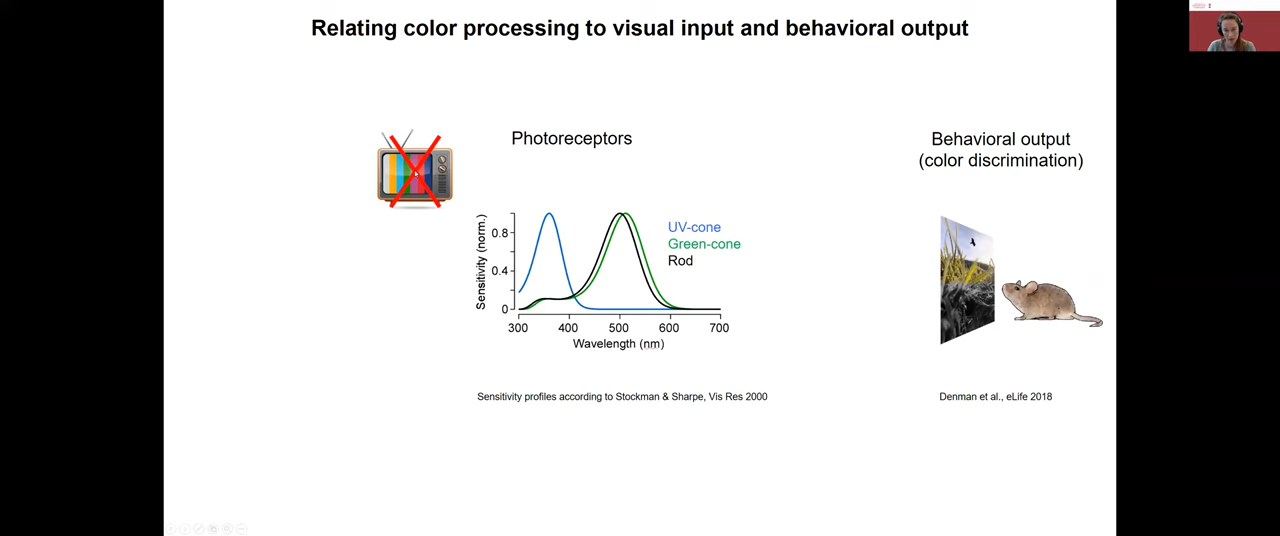 Relating color processing to visual input and behavioral output
Photoreceptors
Behavioral output
(color discrimination)
Sensitivity (norm.)
0.8
0.4
0
300 400 500 600 700
Wavelength (nm)
UV-cone
Green-cone
Rod
Sensitivity profiles according to Stockman & Sharpe, Vis Res 2000
Denman et al., eLife 2018